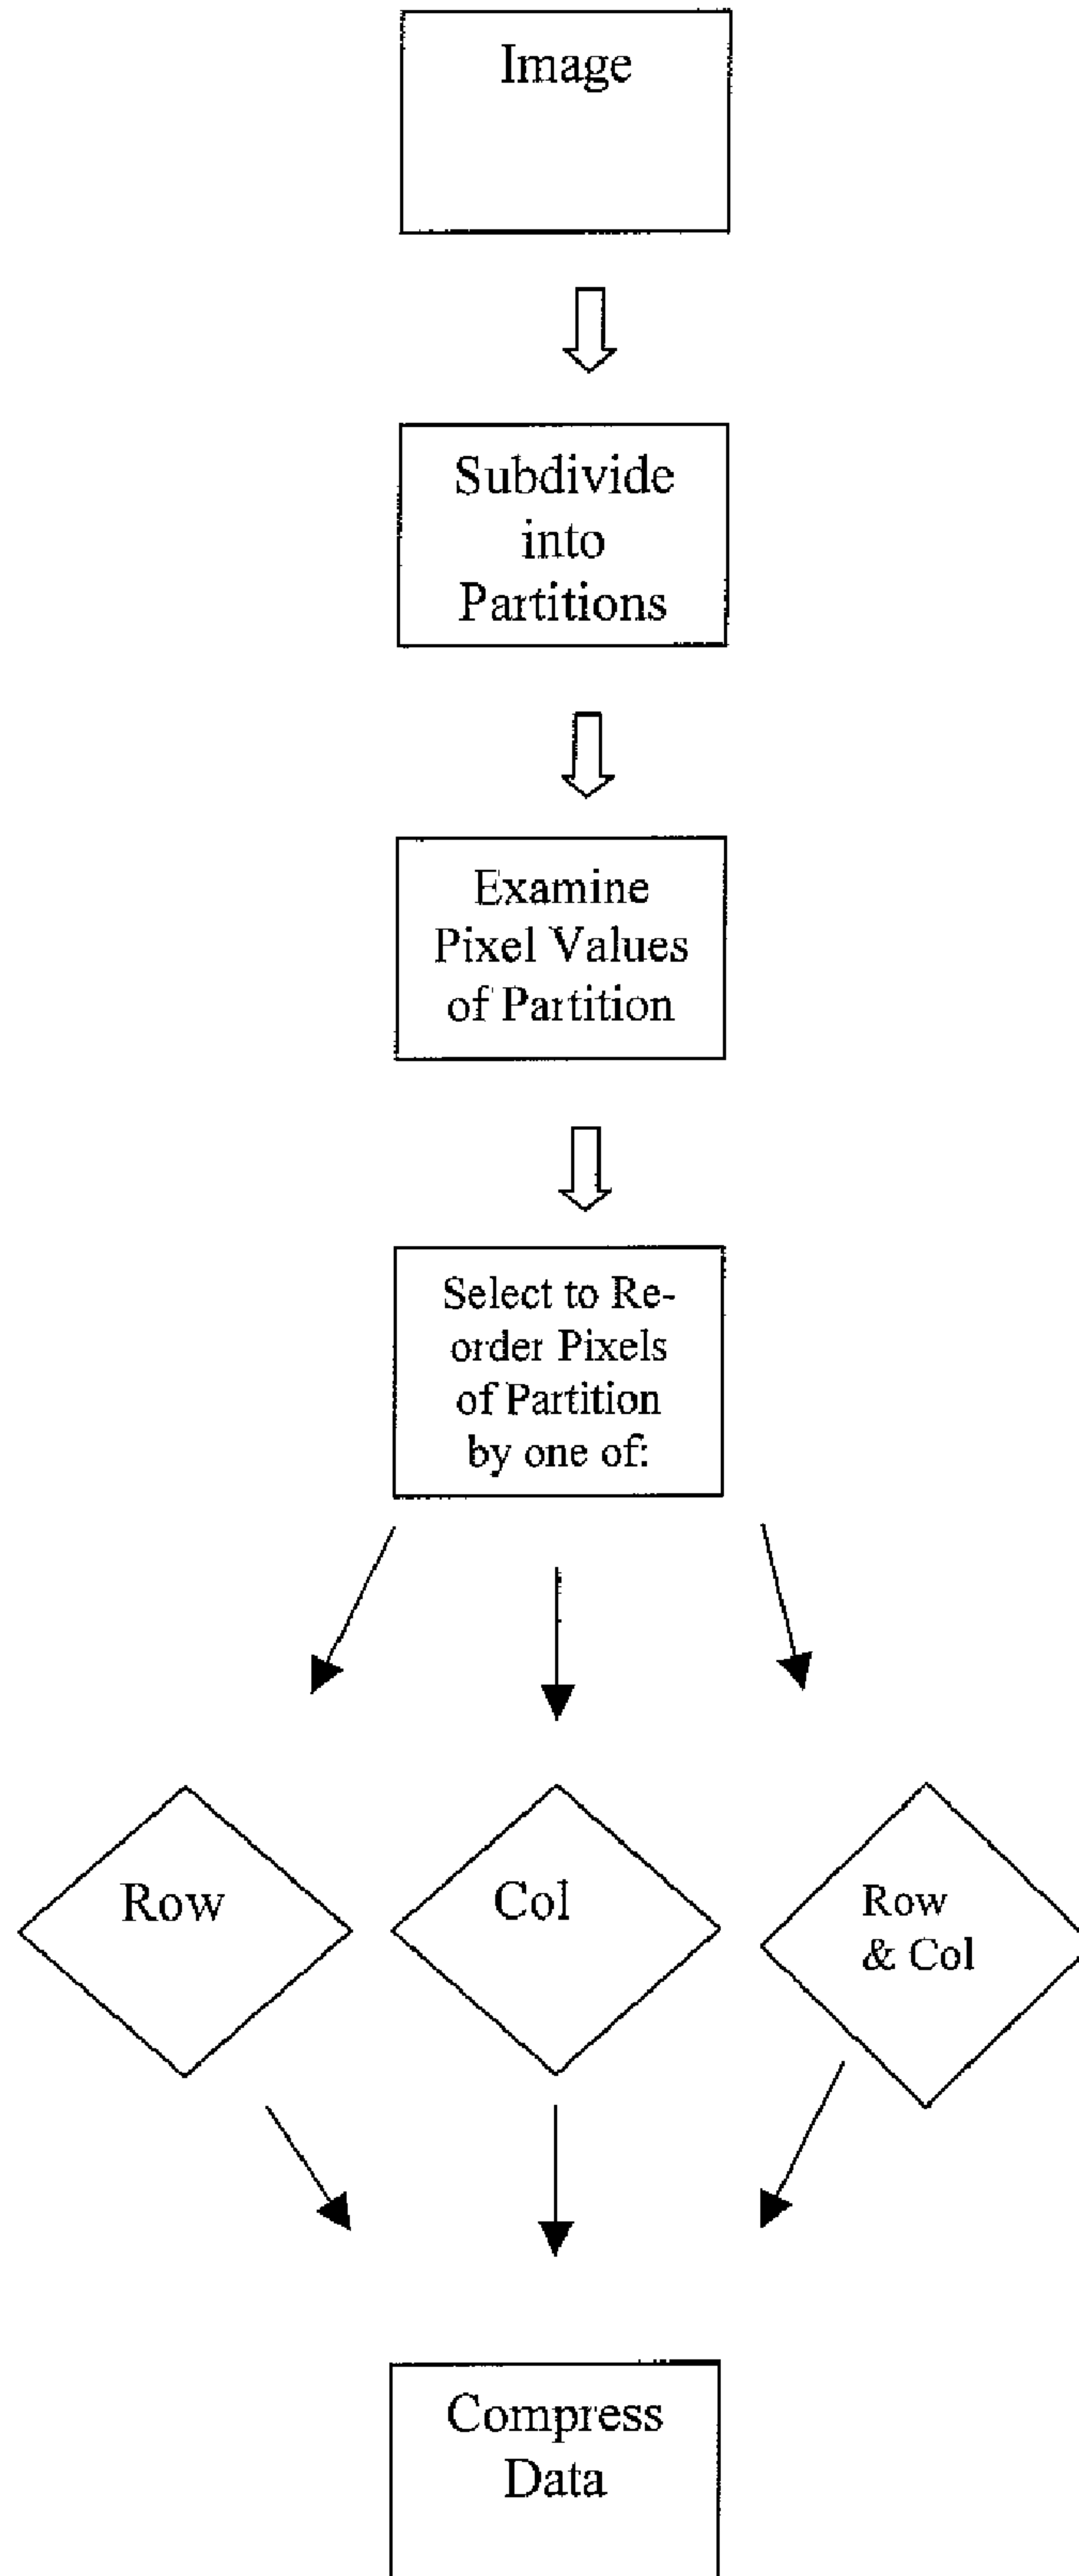 Image
Subdivide
into
Partitions
Examine
Pixel Values
of Partition
Select to Re-
order Pixels
of Partition
by one of:
Row
Col
Row
& Col
Compress
Data